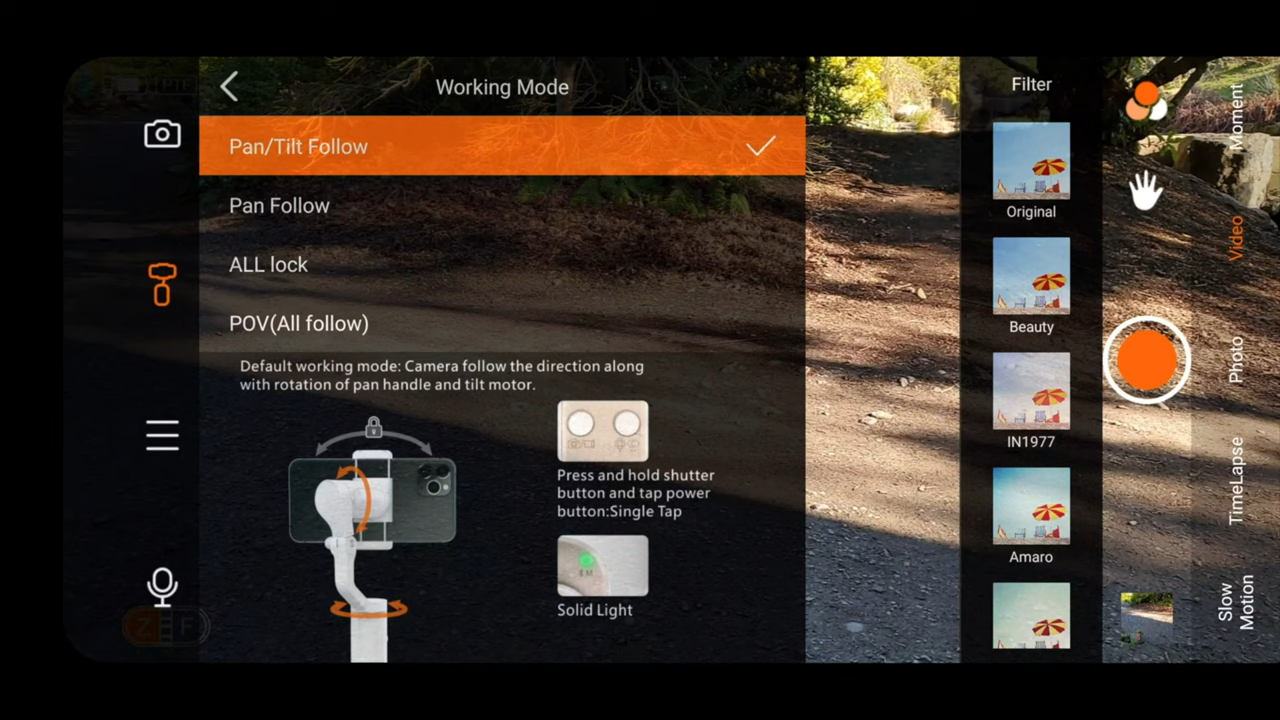 Working Mode
Pan/Tilt Follow
Pan Follow
ALL lock
POV(All follow)
Default working mode: Camera follow the direction along
with rotation of pan handle and tilt motor.
Press and hold shutter
button and tap power
button:Single Tap
Solid Light
Z F
Filter
Original
Beauty
IN1977
Amaro
Moment
Video
Photo
TimeLapse
Slow
Motion